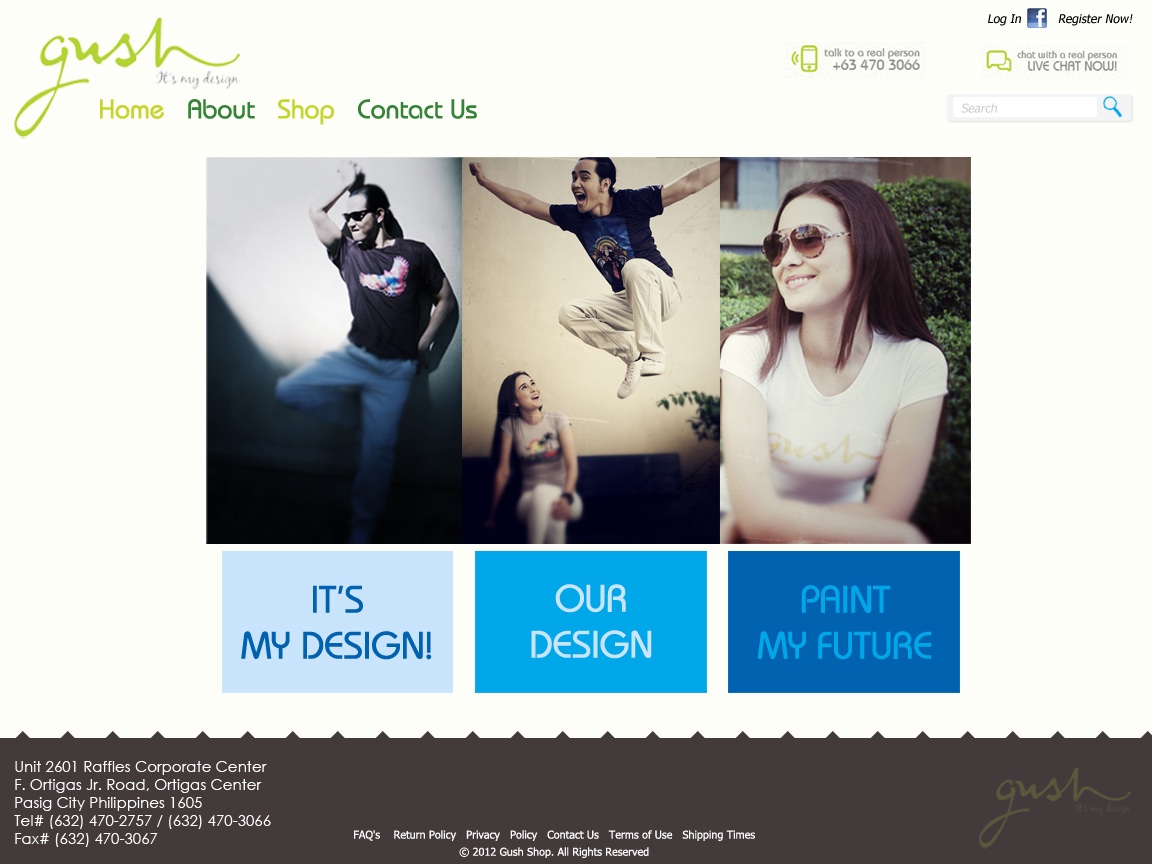 gush
It's my design
Log In Register Now!
talk to a real person
+63 470 3066
chat with a real person
LIVE CHAT NOW!
Home About Shop Contact Us
Search
gush
IT'S
MY DESIGN!
OUR
DESIGN
PAINT
MY FUTURE
Unit 2601 Raffles Corporate Center
F. Ortigas Jr. Road, Ortigas Center
Pasig City Philippines 1605
Tel# (632) 470-2757 / (632) 470-3066
Fax# (632) 470-3067
FAQ's Return Policy Privacy Policy Contact Us Terms of Use Shipping Times
© 2012 Gush Shop. All Rights Reserved
gush
It's my design